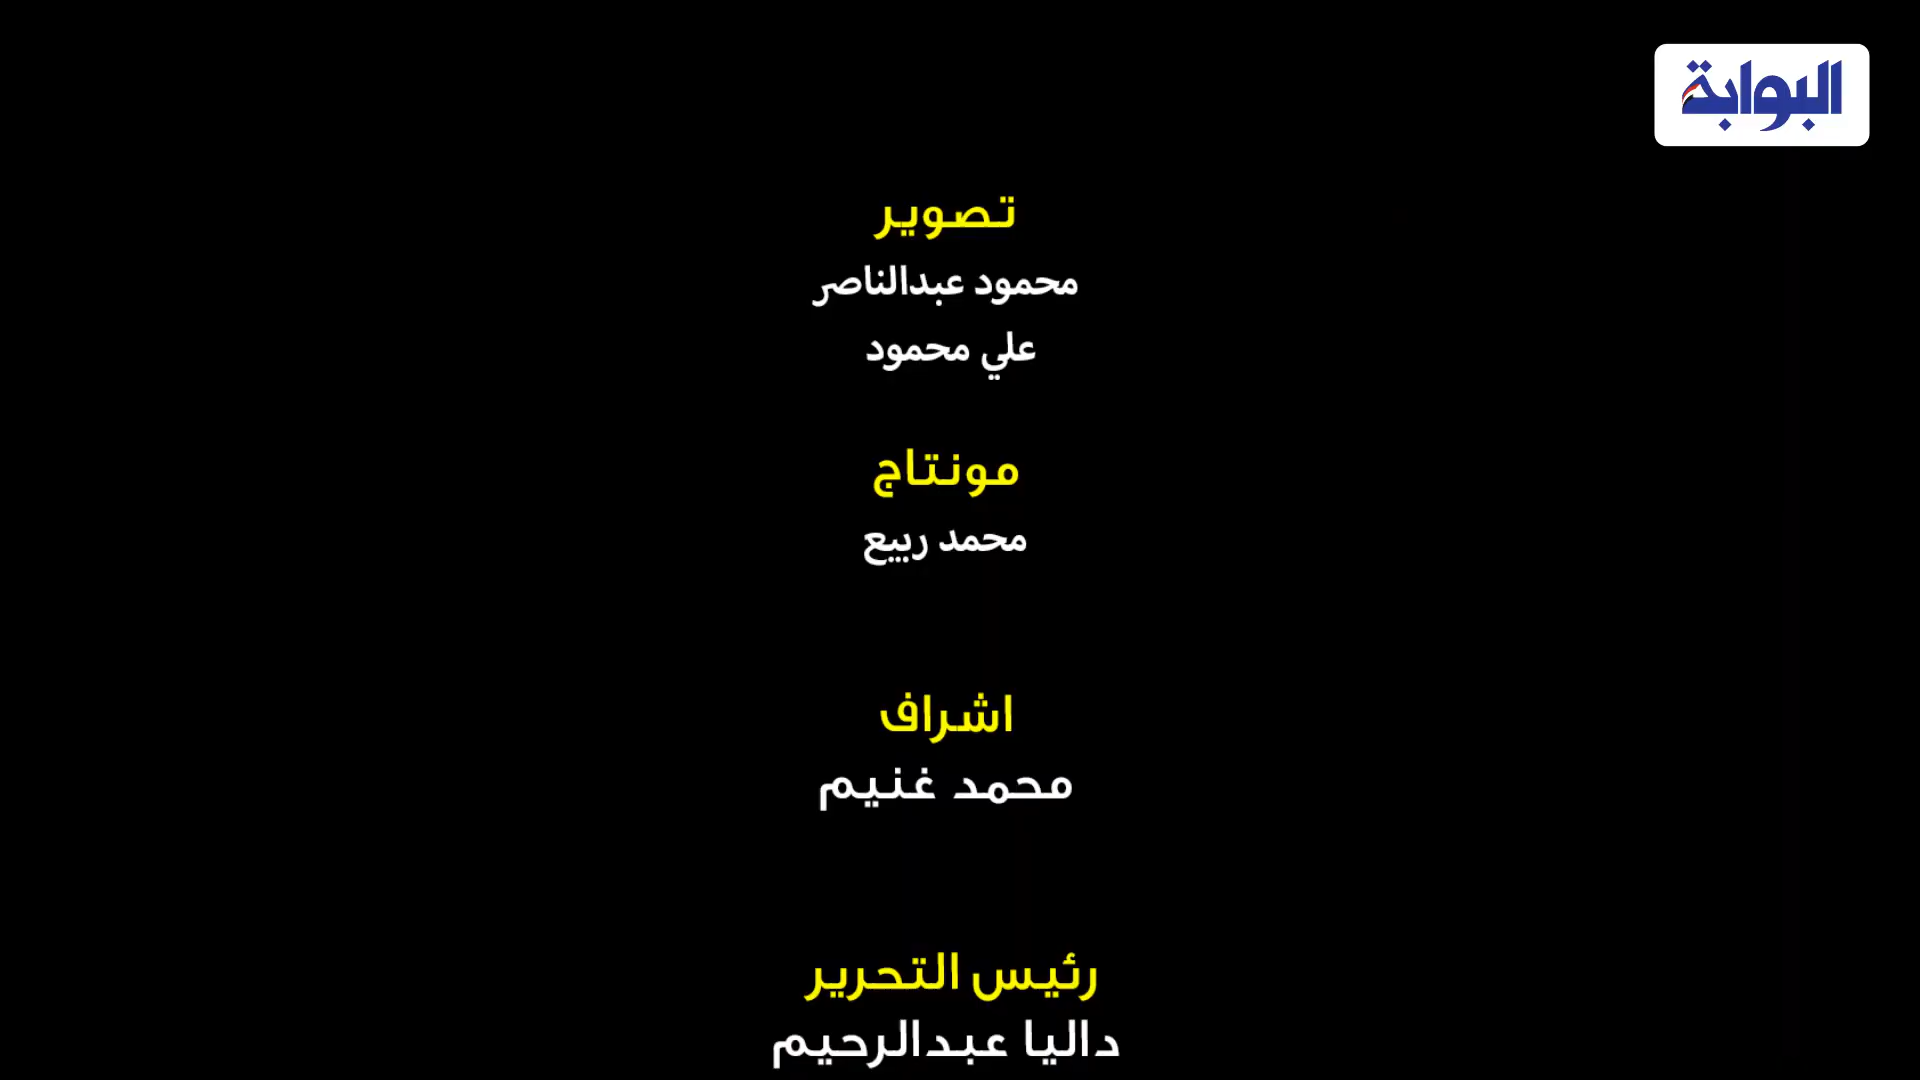 البوابة
تصوير
محمود عبدالناصر
علي محمود
مونتاج
محمد ربيع
اشراف
محمد غنيم
رئيس التحرير
داليا عبدالرحيم